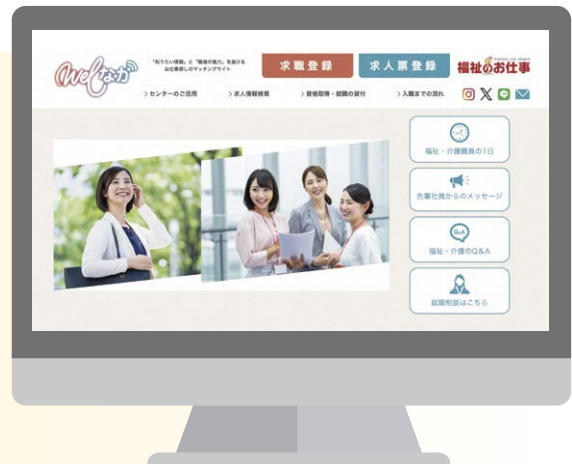 Welなか
「知りたい情報」と「職場の魅力」を届ける
お仕事探しのマッチングサイト
求職登録
求人票登録
福祉のお仕事
> センターのご活用
> 求人情報検索
> 資格取得・就職の貸付
> 入職までの流れ
福祉・介護職員の1日
先輩社員からのメッセージ
Q&A
福祉・介護のQ&A
就職相談はこちら